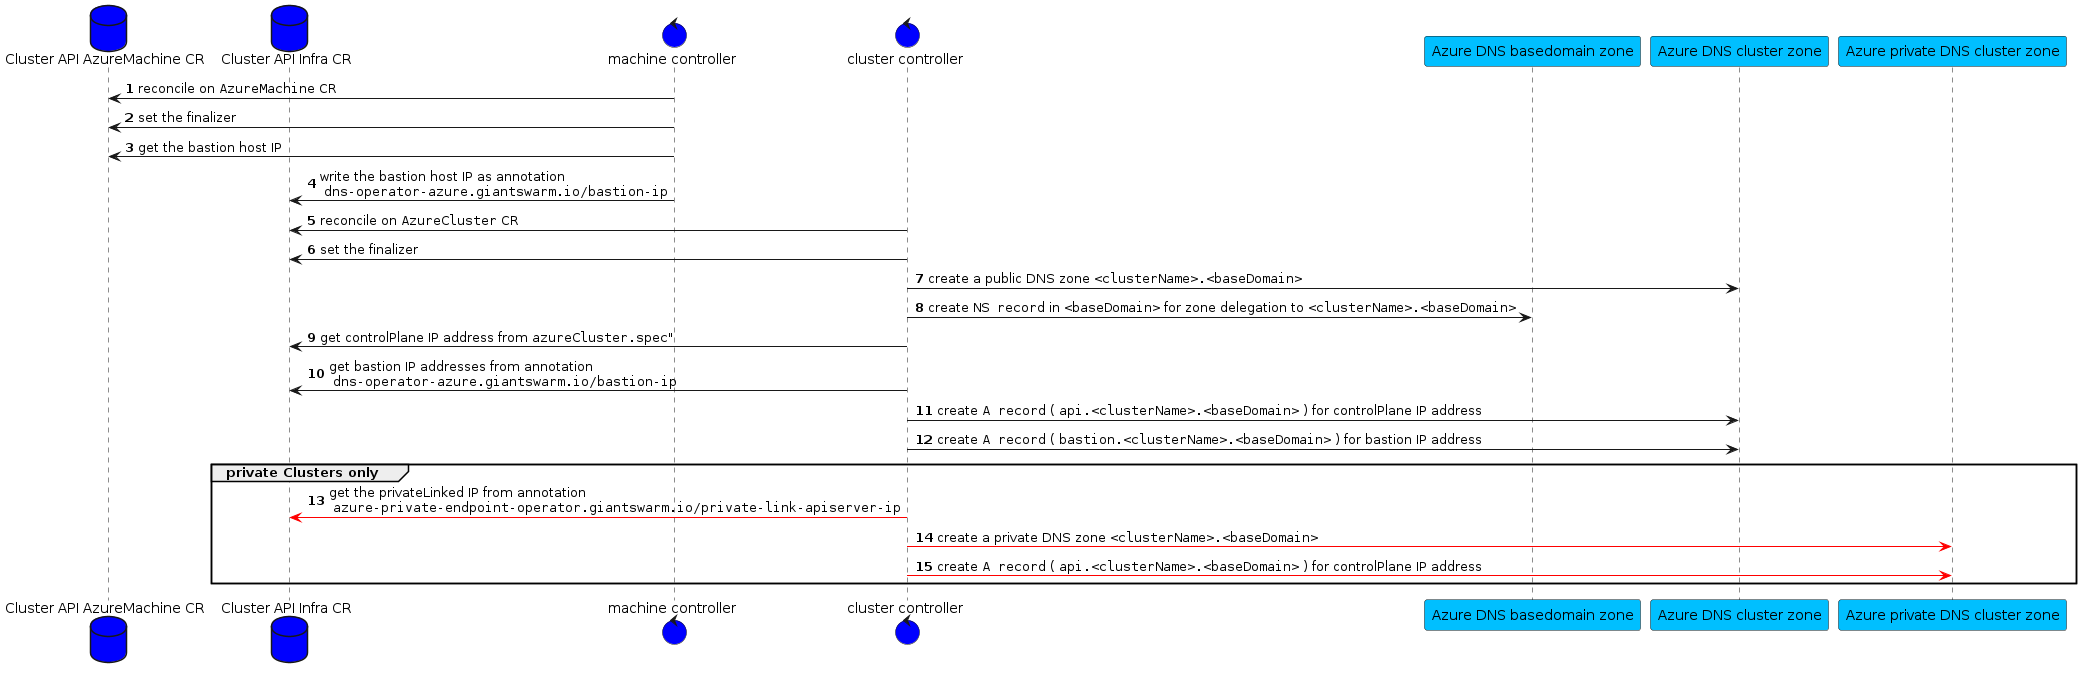 Cluster API AzureMachine CR
Cluster API Infra CR
machine controller
cluster controller
Azure DNS basedomain zone
Azure DNS cluster zone
Azure private DNS cluster zone
1 reconcile on AzureMachine CR
2 set the finalizer
3 get the bastion host IP
4 write the bastion host IP as annotation
dns-operator-azure.giantswarm.io/bastion-ip
5 reconcile on AzureCluster CR
6 set the finalizer
7 create a public DNS zone <clusterName>.<baseDomain>
8 create NS record in <baseDomain> for zone delegation to <clusterName>.<baseDomain>
9 get controlPlane IP address from azureCluster.spec"
10 get bastion IP addresses from annotation
dns-operator-azure.giantswarm.io/bastion-ip
11 create A record ( api.<clusterName>.<baseDomain> ) for controlPlane IP address
12 create A record ( bastion.<clusterName>.<baseDomain> ) for bastion IP address
private Clusters only
13 get the privateLinked IP from annotation
azure-private-endpoint-operator.giantswarm.io/private-link-apiserver-ip
14 create a private DNS zone <clusterName>.<baseDomain>
15 create A record ( api.<clusterName>.<baseDomain> ) for controlPlane IP address
Cluster API AzureMachine CR
Cluster API Infra CR
machine controller
cluster controller
Azure DNS basedomain zone
Azure DNS cluster zone
Azure private DNS cluster zone